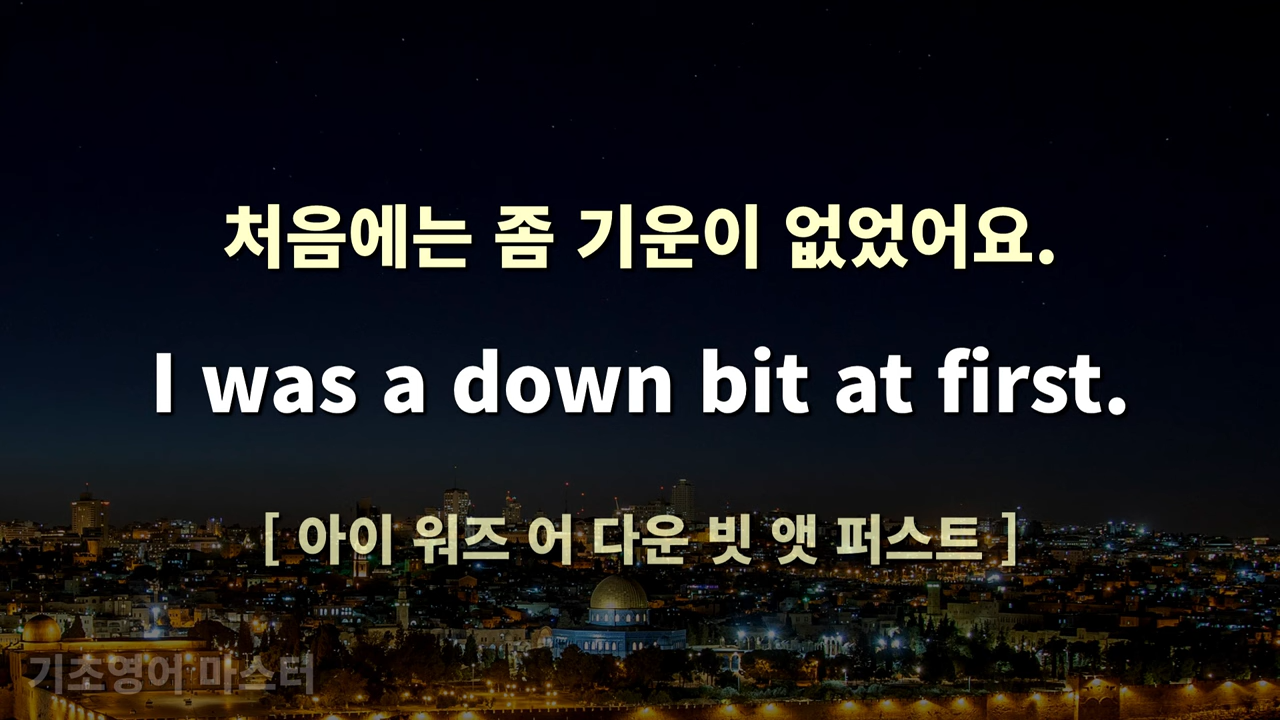 처음에는 좀 기운이 없었어요.
I was a down bit at first.
[ 아이 워즈 어 다운 빗 앳 퍼스트 ]
기초영어 마스터